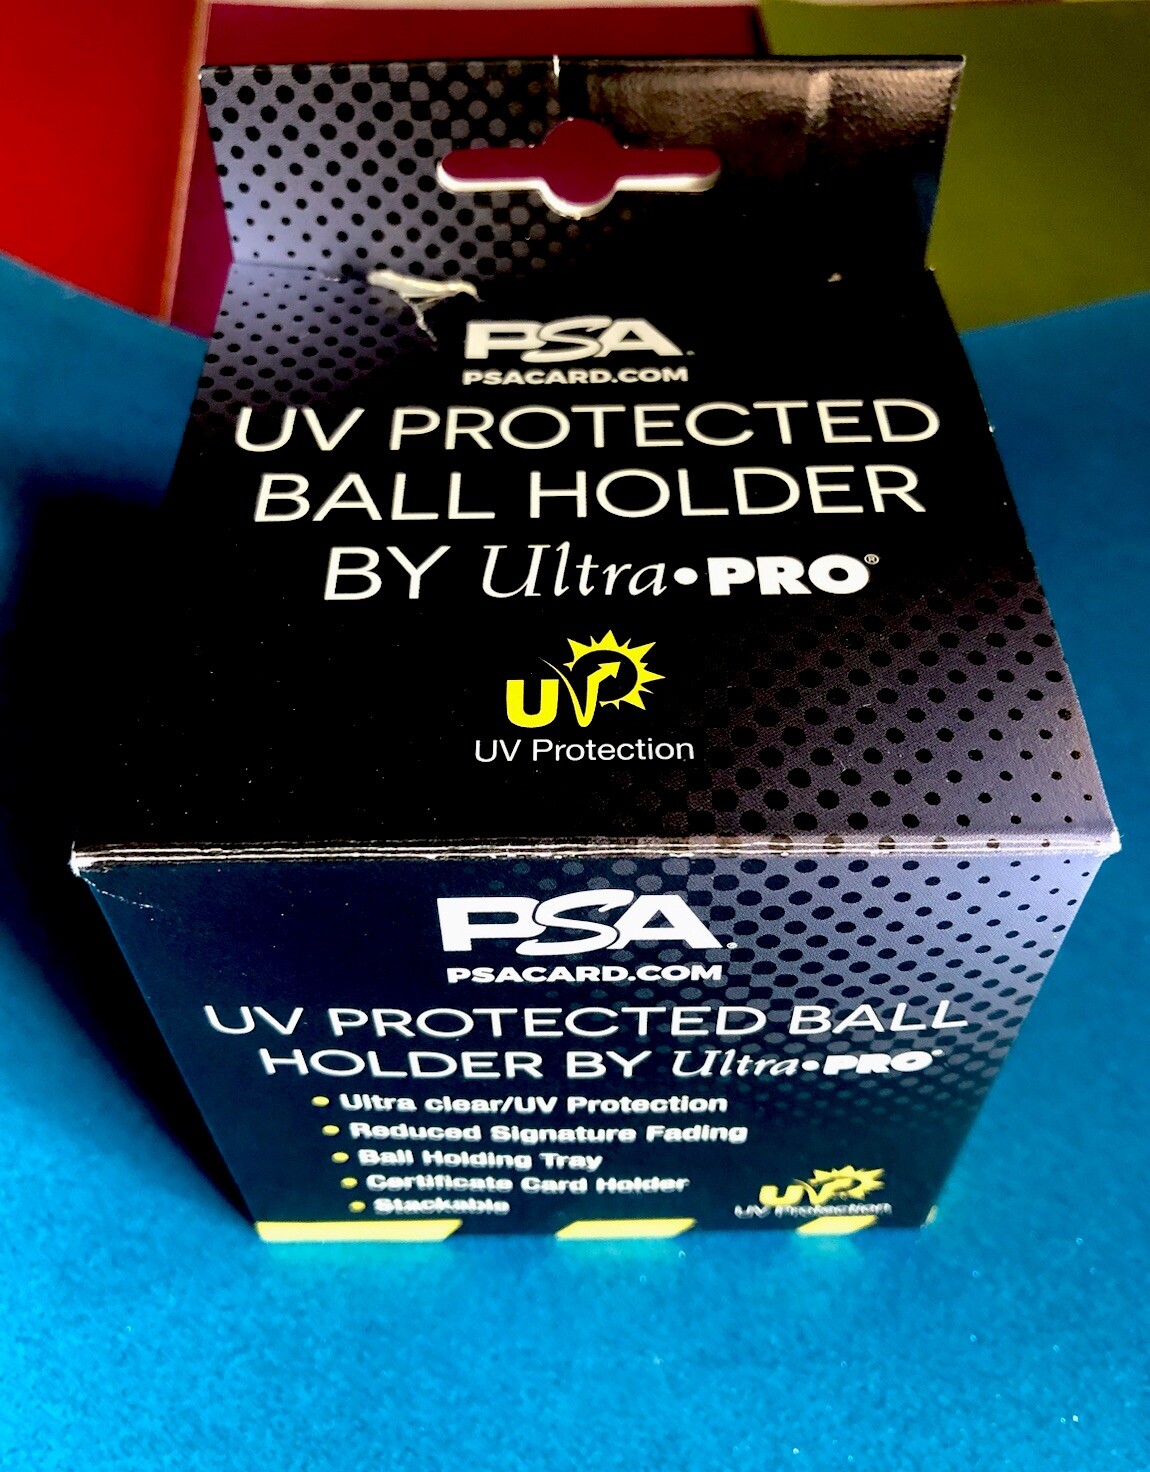 PSA
PSACARD.COM
UV PROTECTED
BALL HOLDER
BY Ultra•PRO®
UV
UV Protection
PSA
PSACARD.COM
UV PROTECTED BALL
HOLDER BY Ultra•PRO®
• Ultra clear/UV Protection
• Reduced Signature Fading
• Ball Holding Tray
• Certificate Card Holder
• Stackable
UV
UV Protection